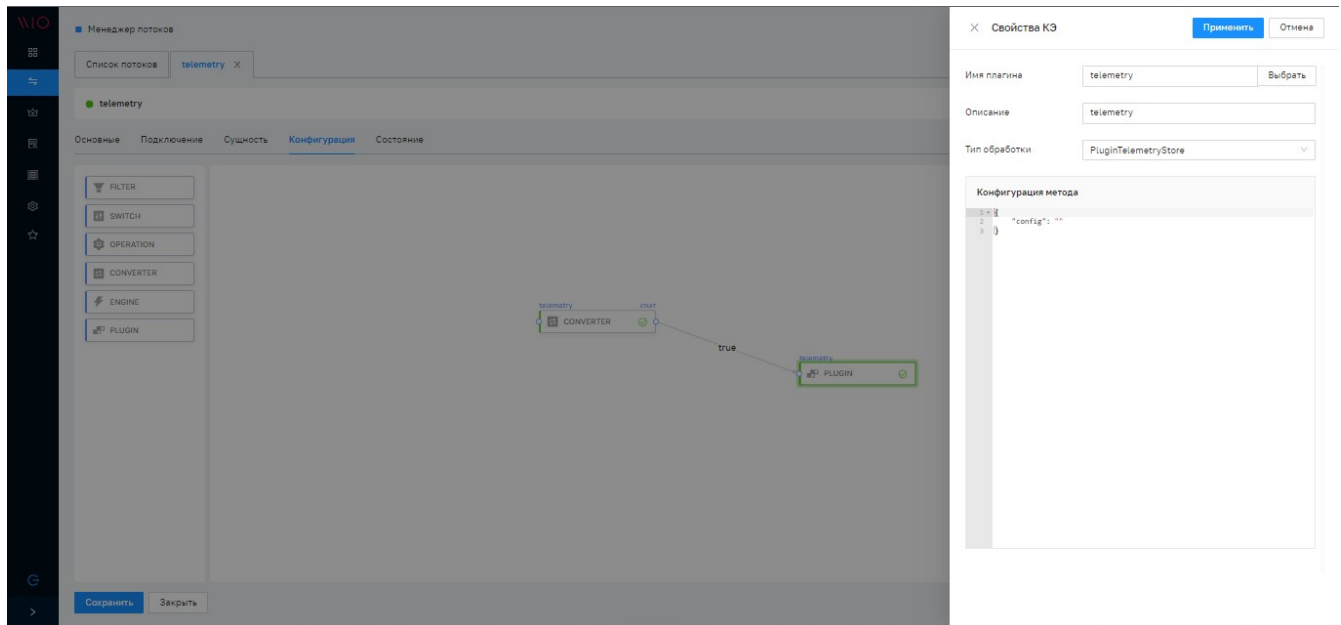 WIO
Менеджер потоков
Список потоков
telemetry
telemetry
Основные Подключение Сущность Конфигурация Состояние
FILTER
SWITCH
OPERATION
CONVERTER
ENGINE
PLUGIN
telemetry
START
CONVERTER
true
telemetry
PLUGIN
Сохранить
Закрыть
Свойства КЭ
Применить
Отмена
Имя плагина
telemetry
Выбрать
Описание
telemetry
Тип обработки
PluginTelemetryStore
Конфигурация метода
1 {
2 "config": ""
3 }